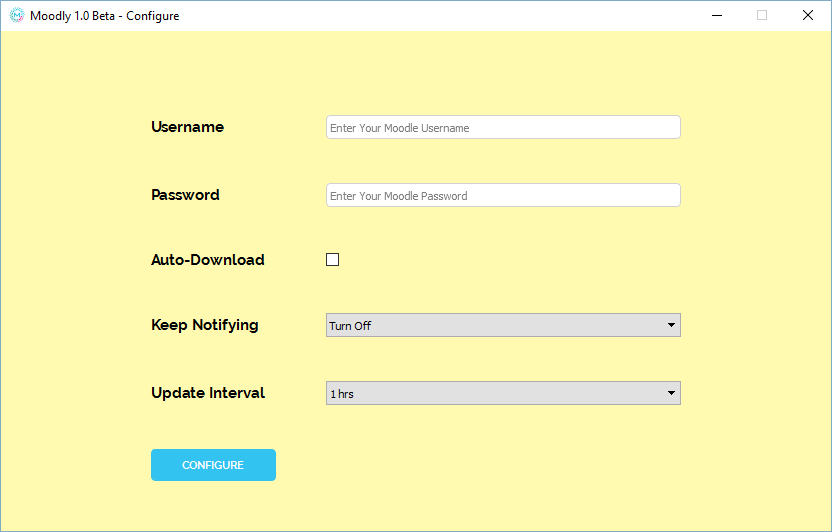 Moodly 1.0 Beta - Configure
Username
Enter Your Moodle Username
Password
Enter Your Moodle Password
Auto-Download
Keep Notifying
Turn Off
Update Interval
1 hrs
CONFIGURE